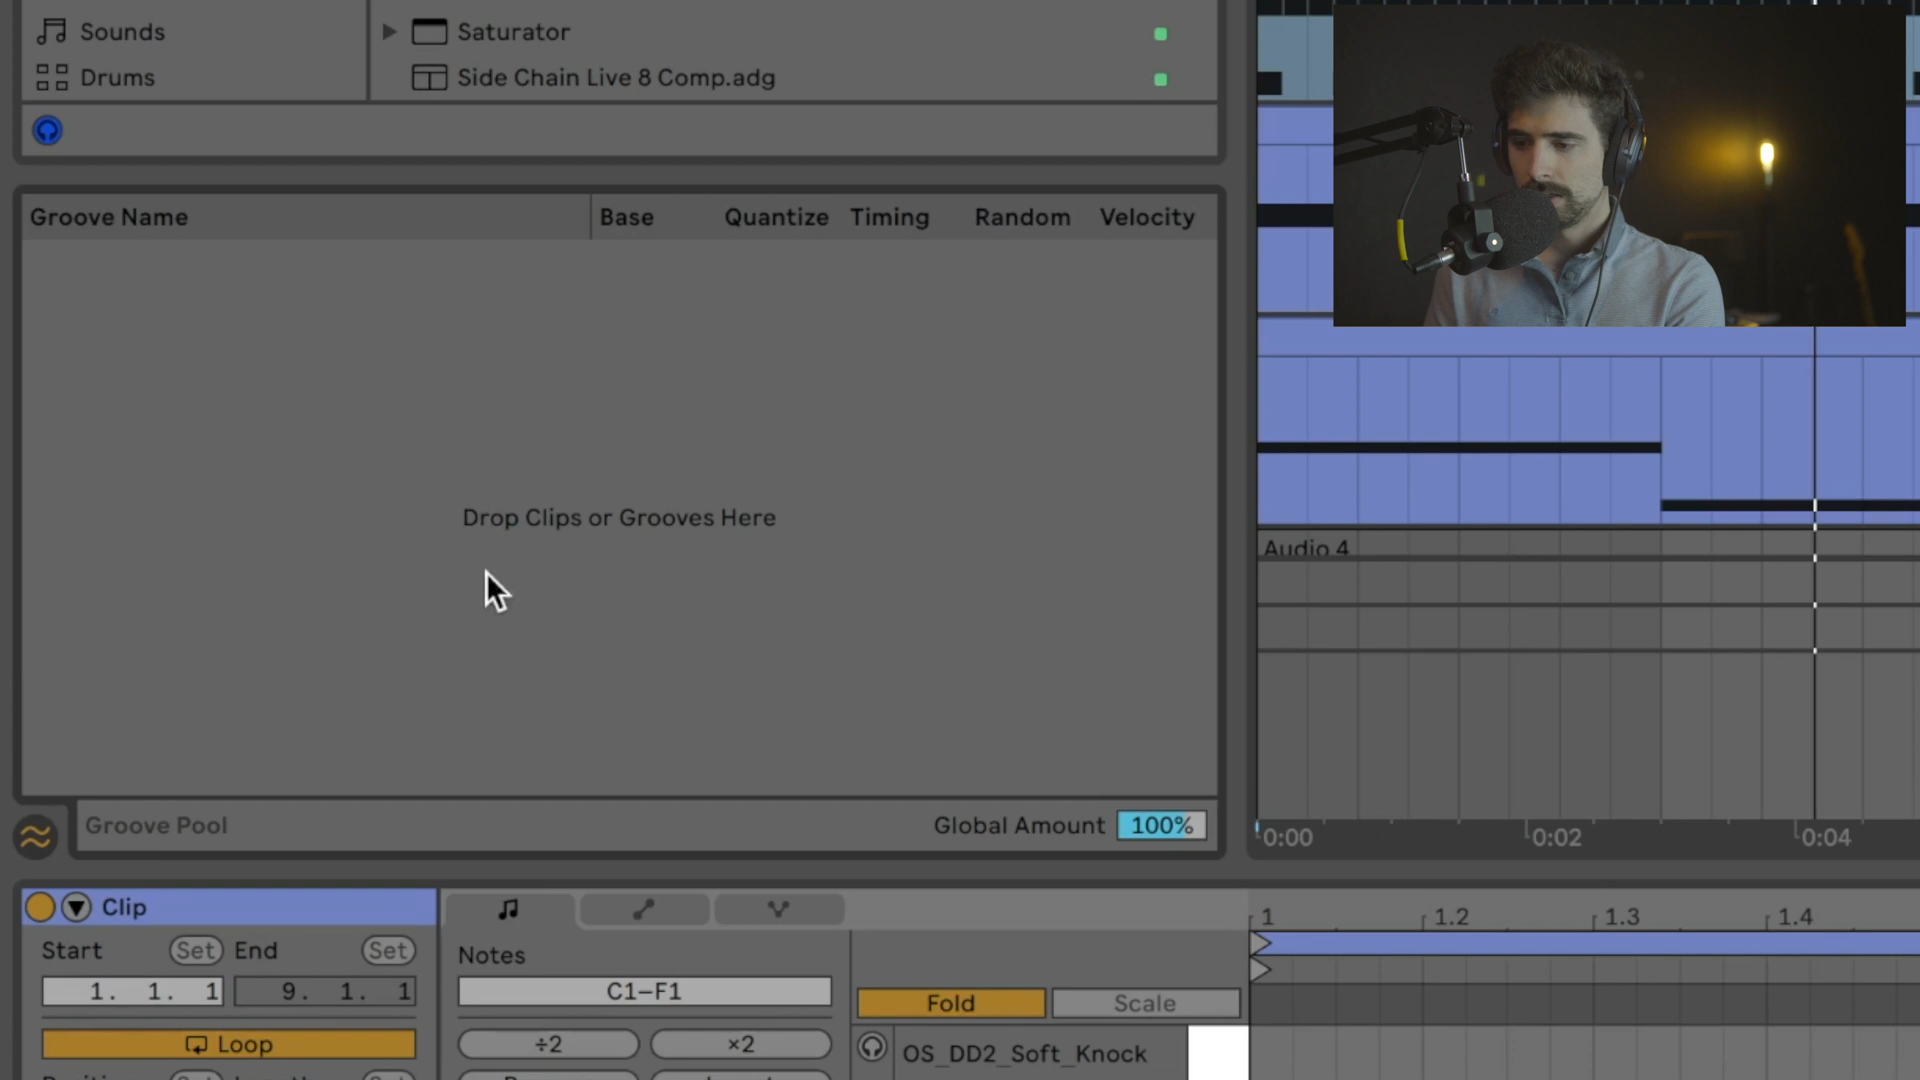 Sounds
Saturator
Drums
Side Chain Live 8 Comp.adg
Groove Name Base Quantize Timing Random Velocity
Drop Clips or Grooves Here
Audio 4
Groove Pool Global Amount 100%
0:00 0:02 0:04
Clip
1 1.2 1.3 1.4
Start Set End Set
Notes
1. 1. 1 9. 1. 1
C1–F1
Fold Scale
Loop
÷2 ×2
OS_DD2_Soft_Knock